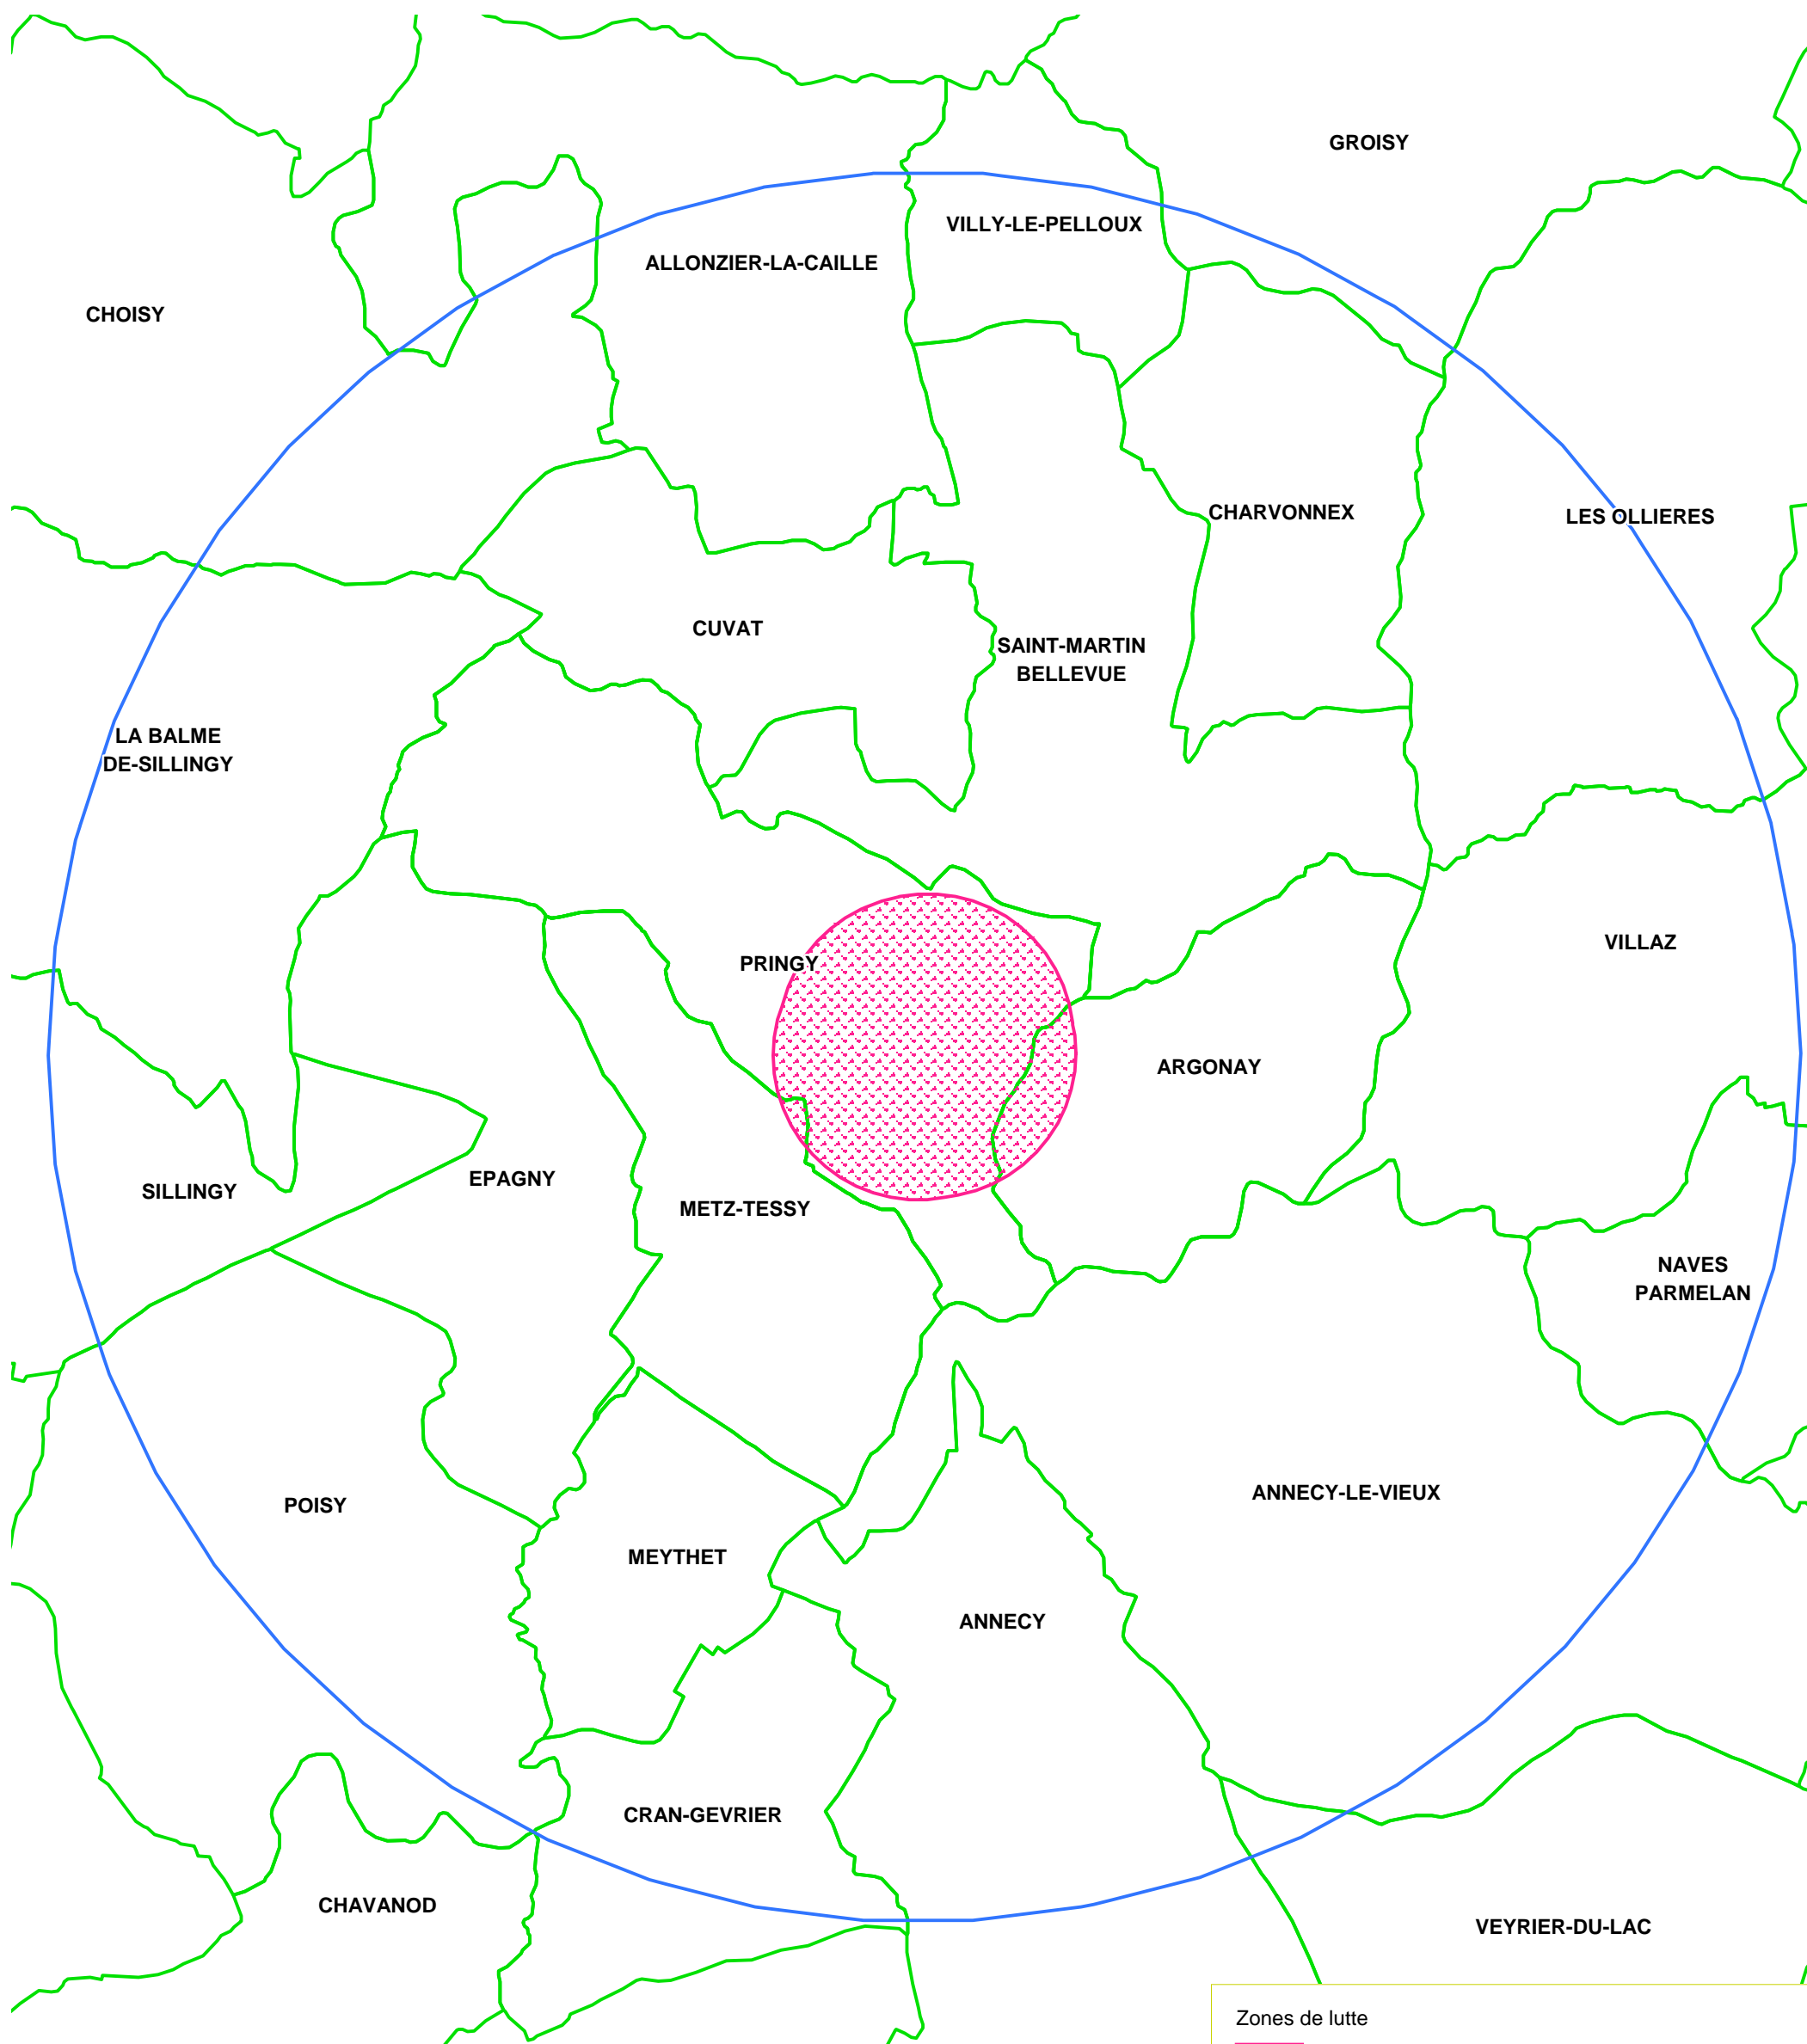 GROISY
VILLY-LE-PELLOUX
ALLONZIER-LA-CAILLE
CHOISY
CHARVONNEX
LES OLLIERES
CUVAT
SAINT-MARTIN
BELLEVUE
LA BALME
DE-SILLINGY
VILLAZ
PRINGY
ARGONAY
EPAGNY
SILLINGY
METZ-TESSY
NAVES
PARMELAN
ANNECY-LE-VIEUX
POISY
MEYTHET
ANNECY
CRAN-GEVRIER
CHAVANOD
VEYRIER-DU-LAC
Zones de lutte